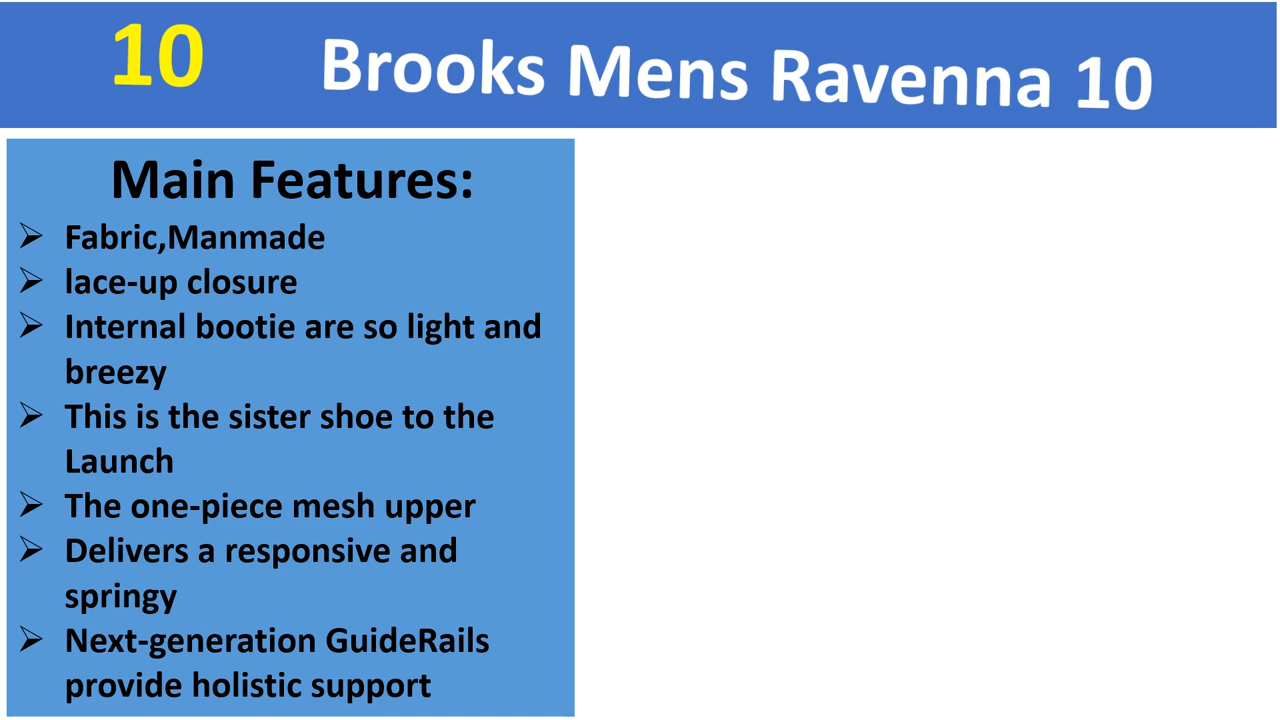 10 Brooks Mens Ravenna 10
Main Features:
➢ Fabric,Manmade
➢ lace-up closure
➢ Internal bootie are so light and
breezy
➢ This is the sister shoe to the
Launch
➢ The one-piece mesh upper
➢ Delivers a responsive and
springy
➢ Next-generation GuideRails
provide holistic support